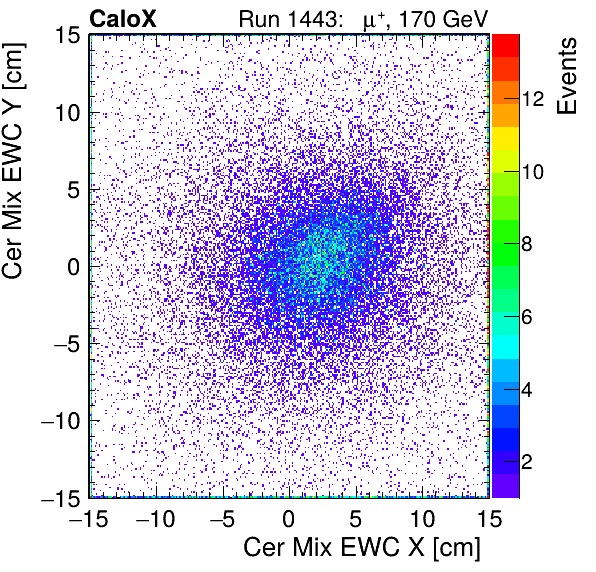 CaloX Run 1443: μ+, 170 GeV
Events
Cer Mix EWC Y [cm]
15
10
5
0
−5
−10
−15
12
10
8
6
4
2
−15 −10 −5 0 5 10 15
Cer Mix EWC X [cm]